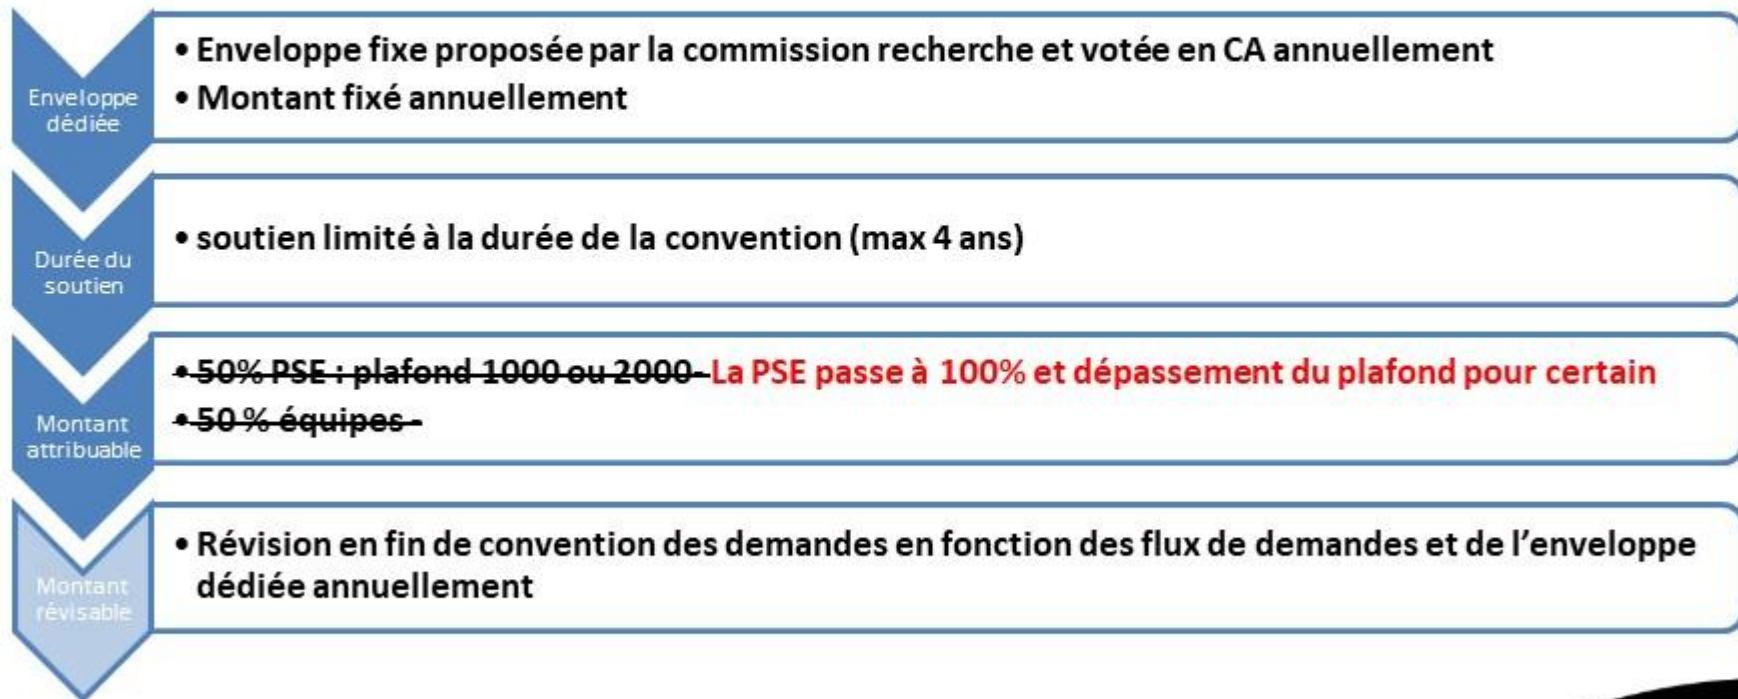 Enveloppe
dédiée
• Enveloppe fixe proposée par la commission recherche et votée en CA annuellement
• Montant fixé annuellement
Durée du
soutien
• soutien limité à la durée de la convention (max 4 ans)
Montant
attribuable
• 50% PSE : plafond 1000 ou 2000- La PSE passe à 100% et dépassement du plafond pour certain
• 50 % équipes -
Montant
révisable
• Révision en fin de convention des demandes en fonction des flux de demandes et de l'enveloppe
dédiée annuellement